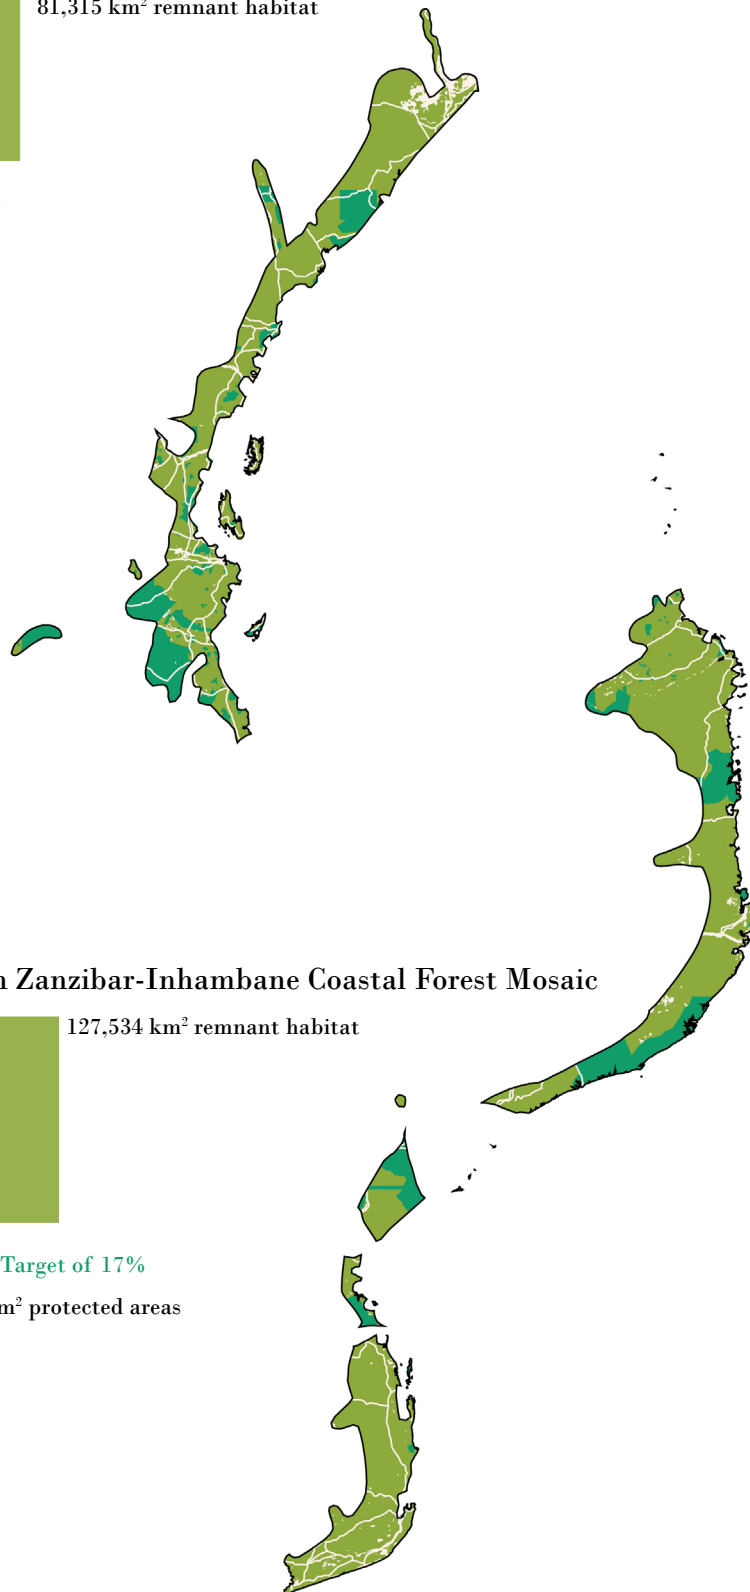 81,315 km² remnant habitat
Zanzibar-Inhambane Coastal Forest Mosaic
127,534 km² remnant habitat
Target of 17%
protected areas